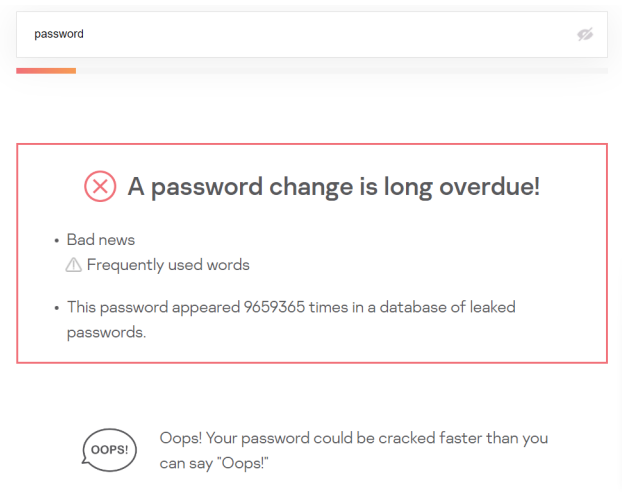 password
A password change is long overdue!
• Bad news
Frequently used words
• This password appeared 9659365 times in a database of leaked
passwords.
OOPS!
Oops! Your password could be cracked faster than you
can say "Oops!"